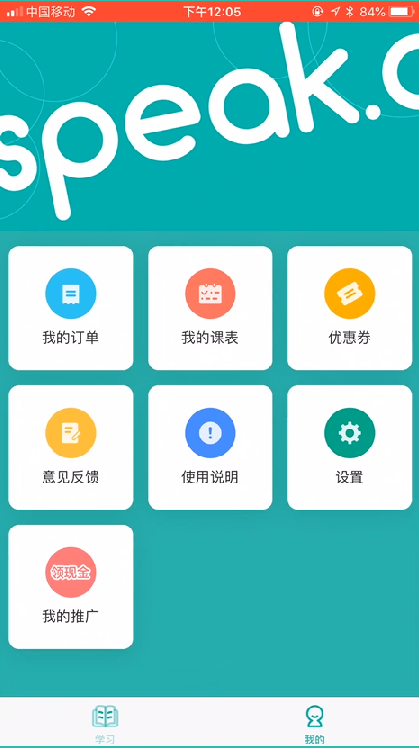 中国移动
下午12:05
84%
speak.c
我的订单
我的课表
优惠券
意见反馈
使用说明
设置
领现金
我的推广
学习
我的